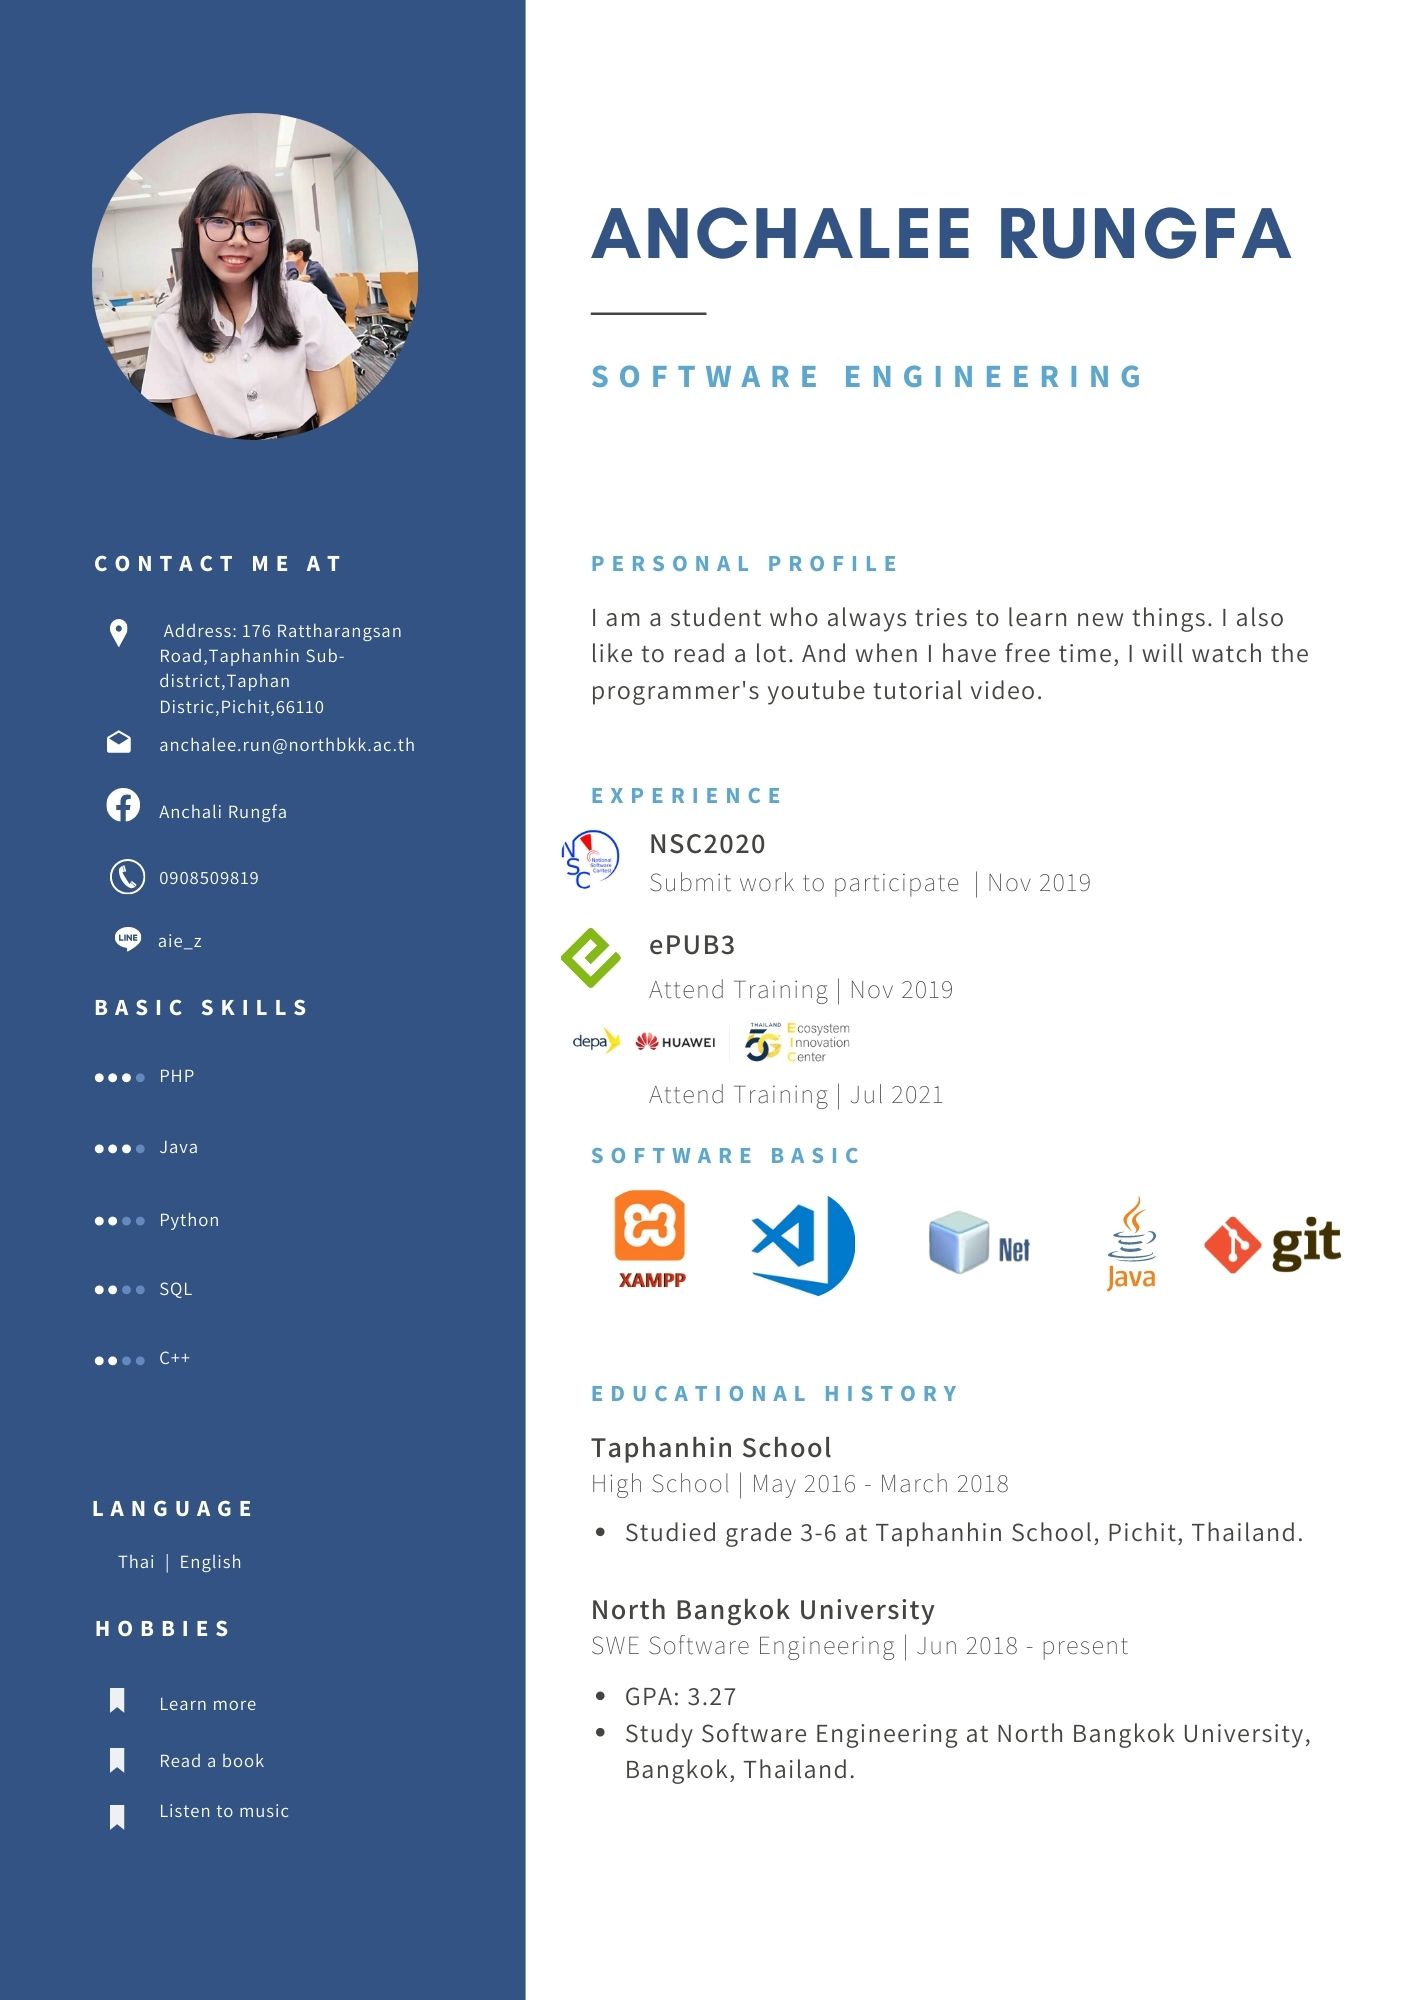 ANCHALEE RUNGFA
SOFTWARE ENGINEERING
CONTACT ME AT
Address: 176 Rattharangsan
Road,Taphanhin Sub-
district,Taphan
Distric,Pichit,66110
anchalee.run@northbkk.ac.th
Anchali Rungfa
0908509819
LINE
aie_z
BASIC SKILLS
PHP
Java
Python
SQL
C++
LANGUAGE
Thai | English
HOBBIES
Learn more
Read a book
Listen to music
PERSONAL PROFILE
I am a student who always tries to learn new things. I also
like to read a lot. And when I have free time, I will watch the
programmer's youtube tutorial video.
EXPERIENCE
NSC
National
Software
Contest
NSC2020
Submit work to participate | Nov 2019
ePUB3
Attend Training | Nov 2019
depa HUAWEI THAILAND 5G Ecosystem
Innovation
Center
Attend Training | Jul 2021
SOFTWARE BASIC
XAMPP
Net
Java
git
EDUCATIONAL HISTORY
Taphanhin School
High School | May 2016 - March 2018
• Studied grade 3-6 at Taphanhin School, Pichit, Thailand.
North Bangkok University
SWE Software Engineering | Jun 2018 - present
• GPA: 3.27
• Study Software Engineering at North Bangkok University,
Bangkok, Thailand.